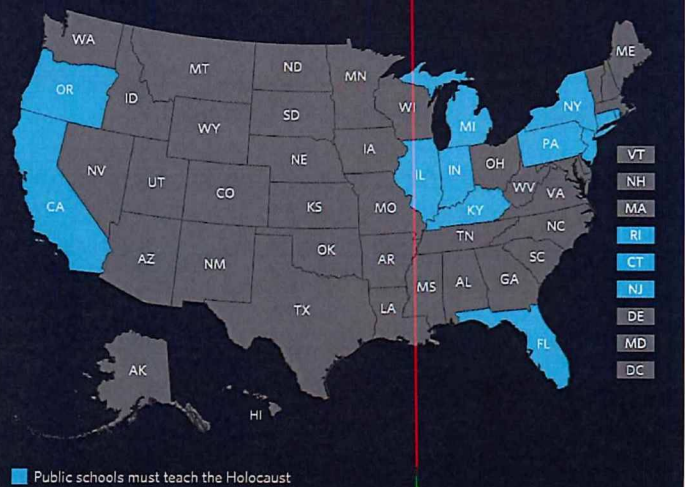 WA
ME
MT
ND
MN
OR
ID
SD
WI
NY
WY
MI
IA
PA
NE
VT
NV
OH
IL
IN
UT
NH
CO
WV
VA
CA
KS
MO
KY
MA
NC
TN
RI
OK
AZ
NM
AR
SC
CT
MS
AL
GA
NJ
TX
LA
DE
FL
MD
AK
DC
HI
Public schools must teach the Holocaust